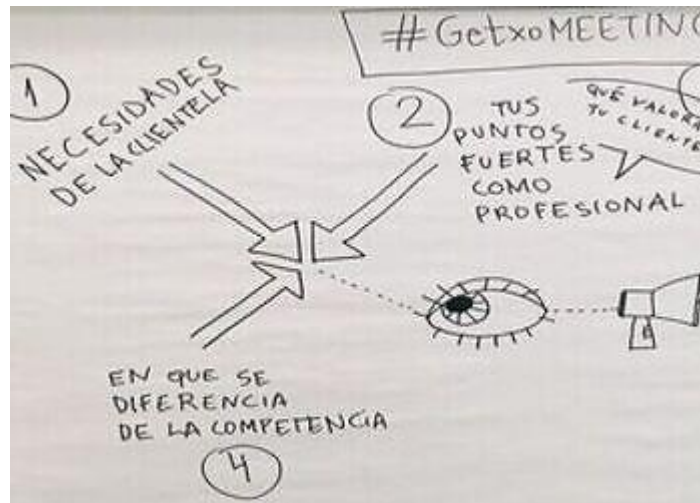 #GetxoMEETING
1
NECESIDADES
DE LA CLIENTELA
2
TUS
PUNTOS
FUERTES
COMO
PROFESIONAL
QUÉ VALORA
TU CLIENTE
EN QUE SE
DIFERENCIA
DE LA COMPETENCIA
4